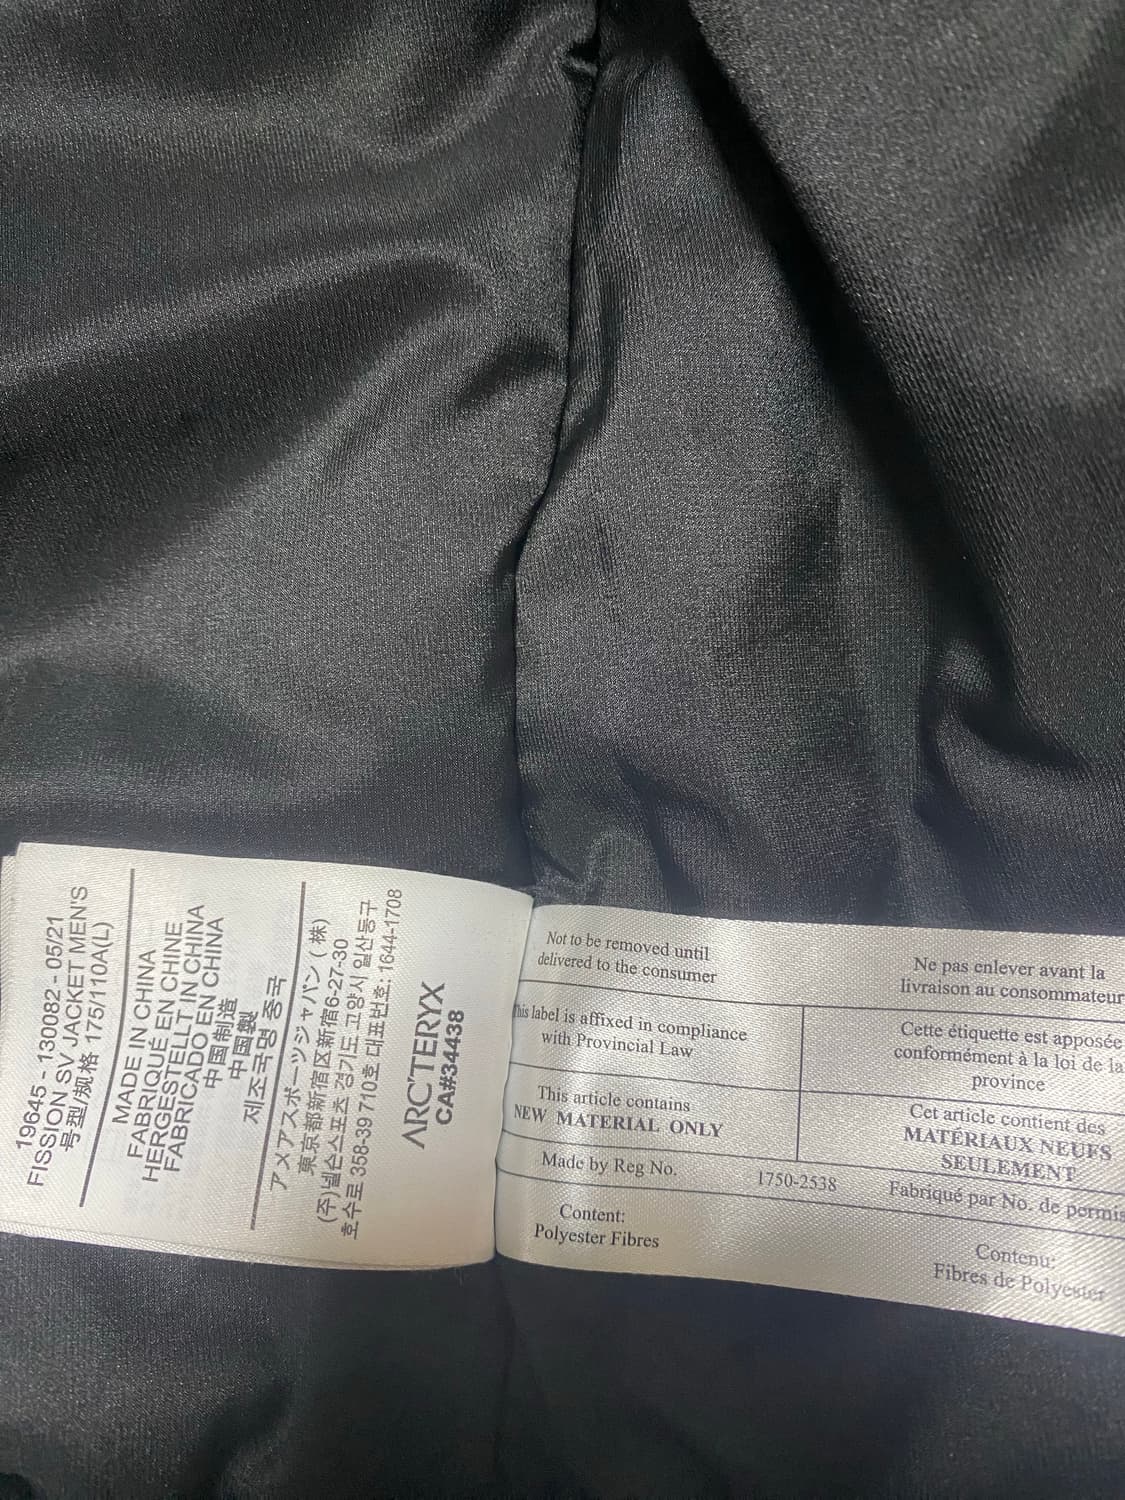 19645 - 130082 - 05/21
FISSION SV JACKET MEN'S
号型/规格 175/110A(L)
MADE IN CHINA
FABRIQUÉ EN CHINE
HERGESTELLT IN CHINA
FABRICADO EN CHINA
中国制造
中国製
제조국명 중국
アメアスポーツジャパン ( 株)
東京都新宿区新宿6-27-30
(주)넬슨스포츠 경기도 고양시 일산동구
호수로 358-39 710호 대표번호: 1644-1708
ARC'TERYX
CA#34438
Not to be removed until
delivered to the consumer
Ne pas enlever avant la
livraison au consommateur
This label is affixed in compliance
with Provincial Law
Cette étiquette est apposée
conformément à la loi de la
province
This article contains
NEW MATERIAL ONLY
Cet article contient des
MATÉRIAUX NEUFS
SEULEMENT
Made by Reg No. 1750-2538 Fabriqué par No. de permis
Content:
Polyester Fibres
Contenu:
Fibres de Polyester